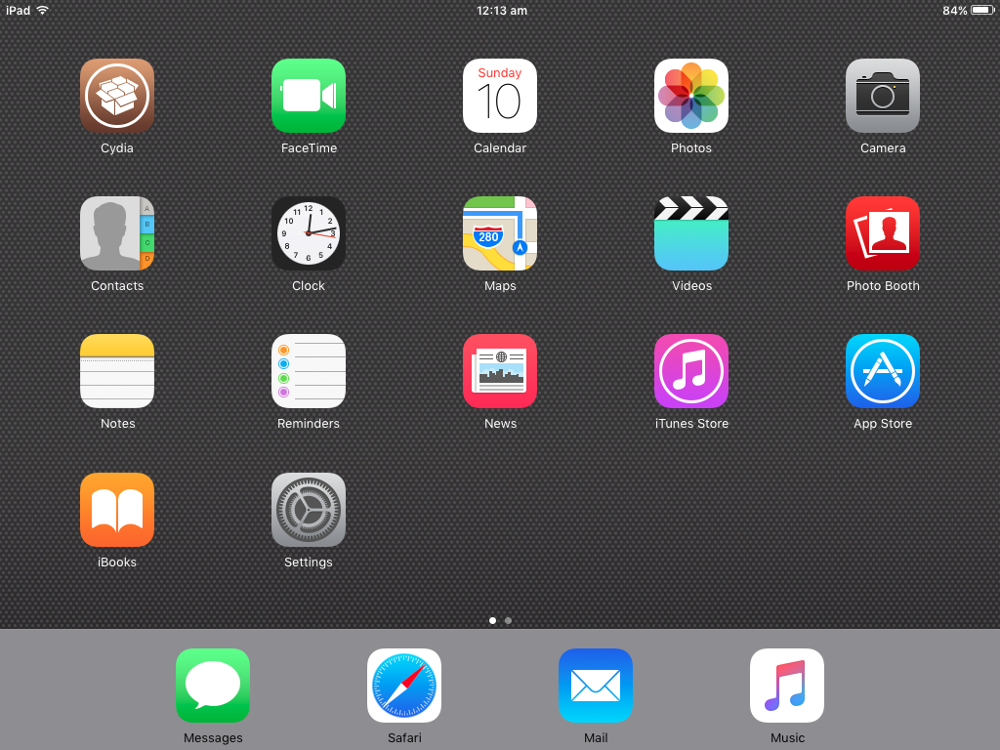 iPad 12:13 am 84%
Sunday
10
Cydia FaceTime Calendar Photos Camera
A
B
C
D
12
1
2
3
4
5
6
7
8
9
10
11
280
Contacts Clock Maps Videos Photo Booth
Notes Reminders News iTunes Store App Store
iBooks Settings
Messages Safari Mail Music